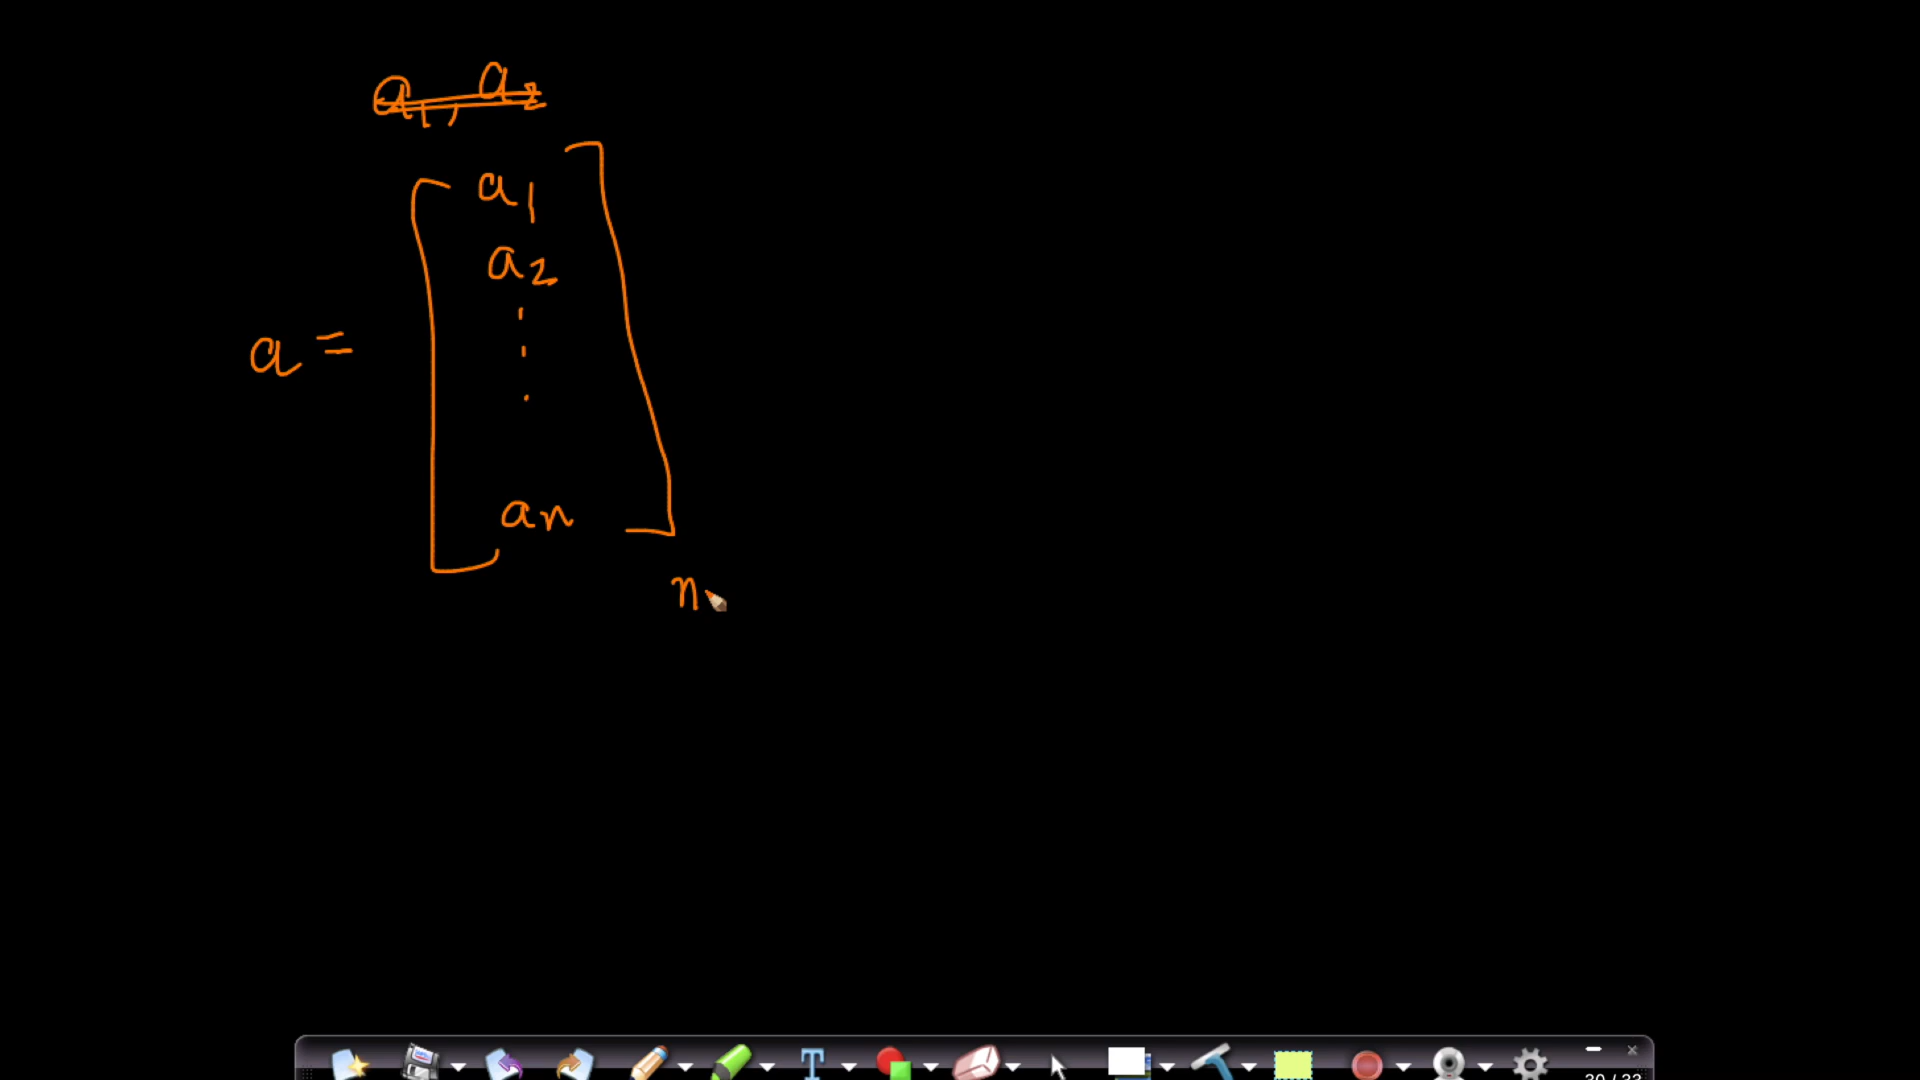 a1, a2
a1
a2
a =
an
n